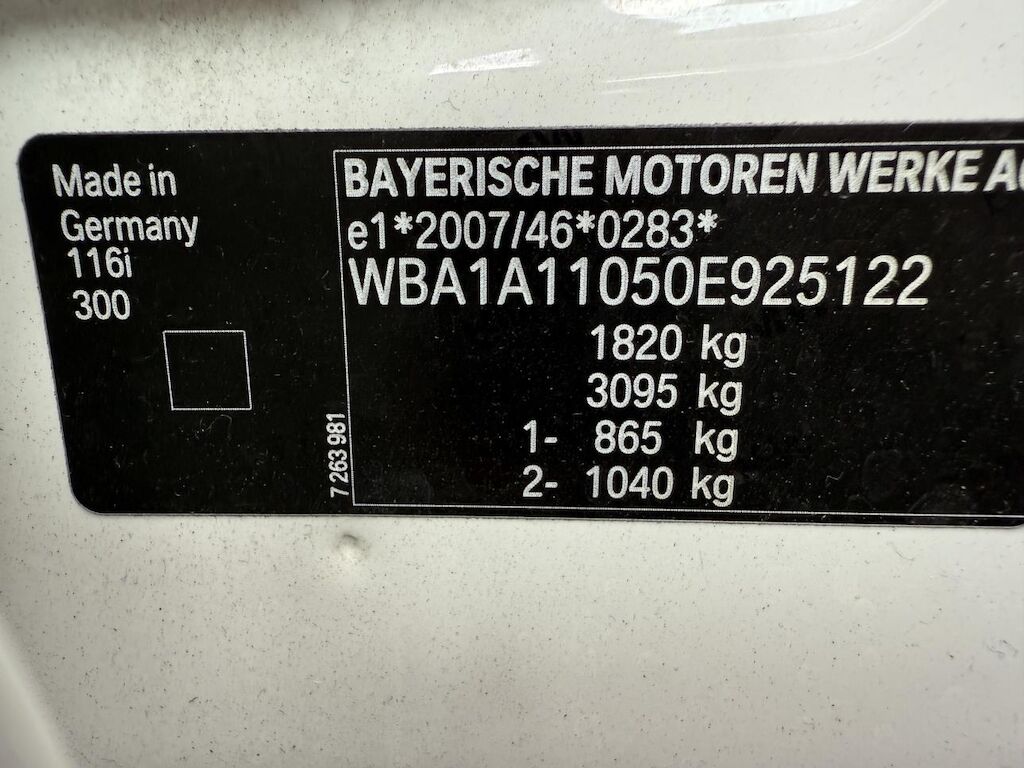 Made in
Germany
116i
300
BAYERISCHE MOTOREN WERKE AG
e1*2007/46*0283*
WBA1A11050E925122
1820 kg
3095 kg
1- 865 kg
2- 1040 kg
7 263 981